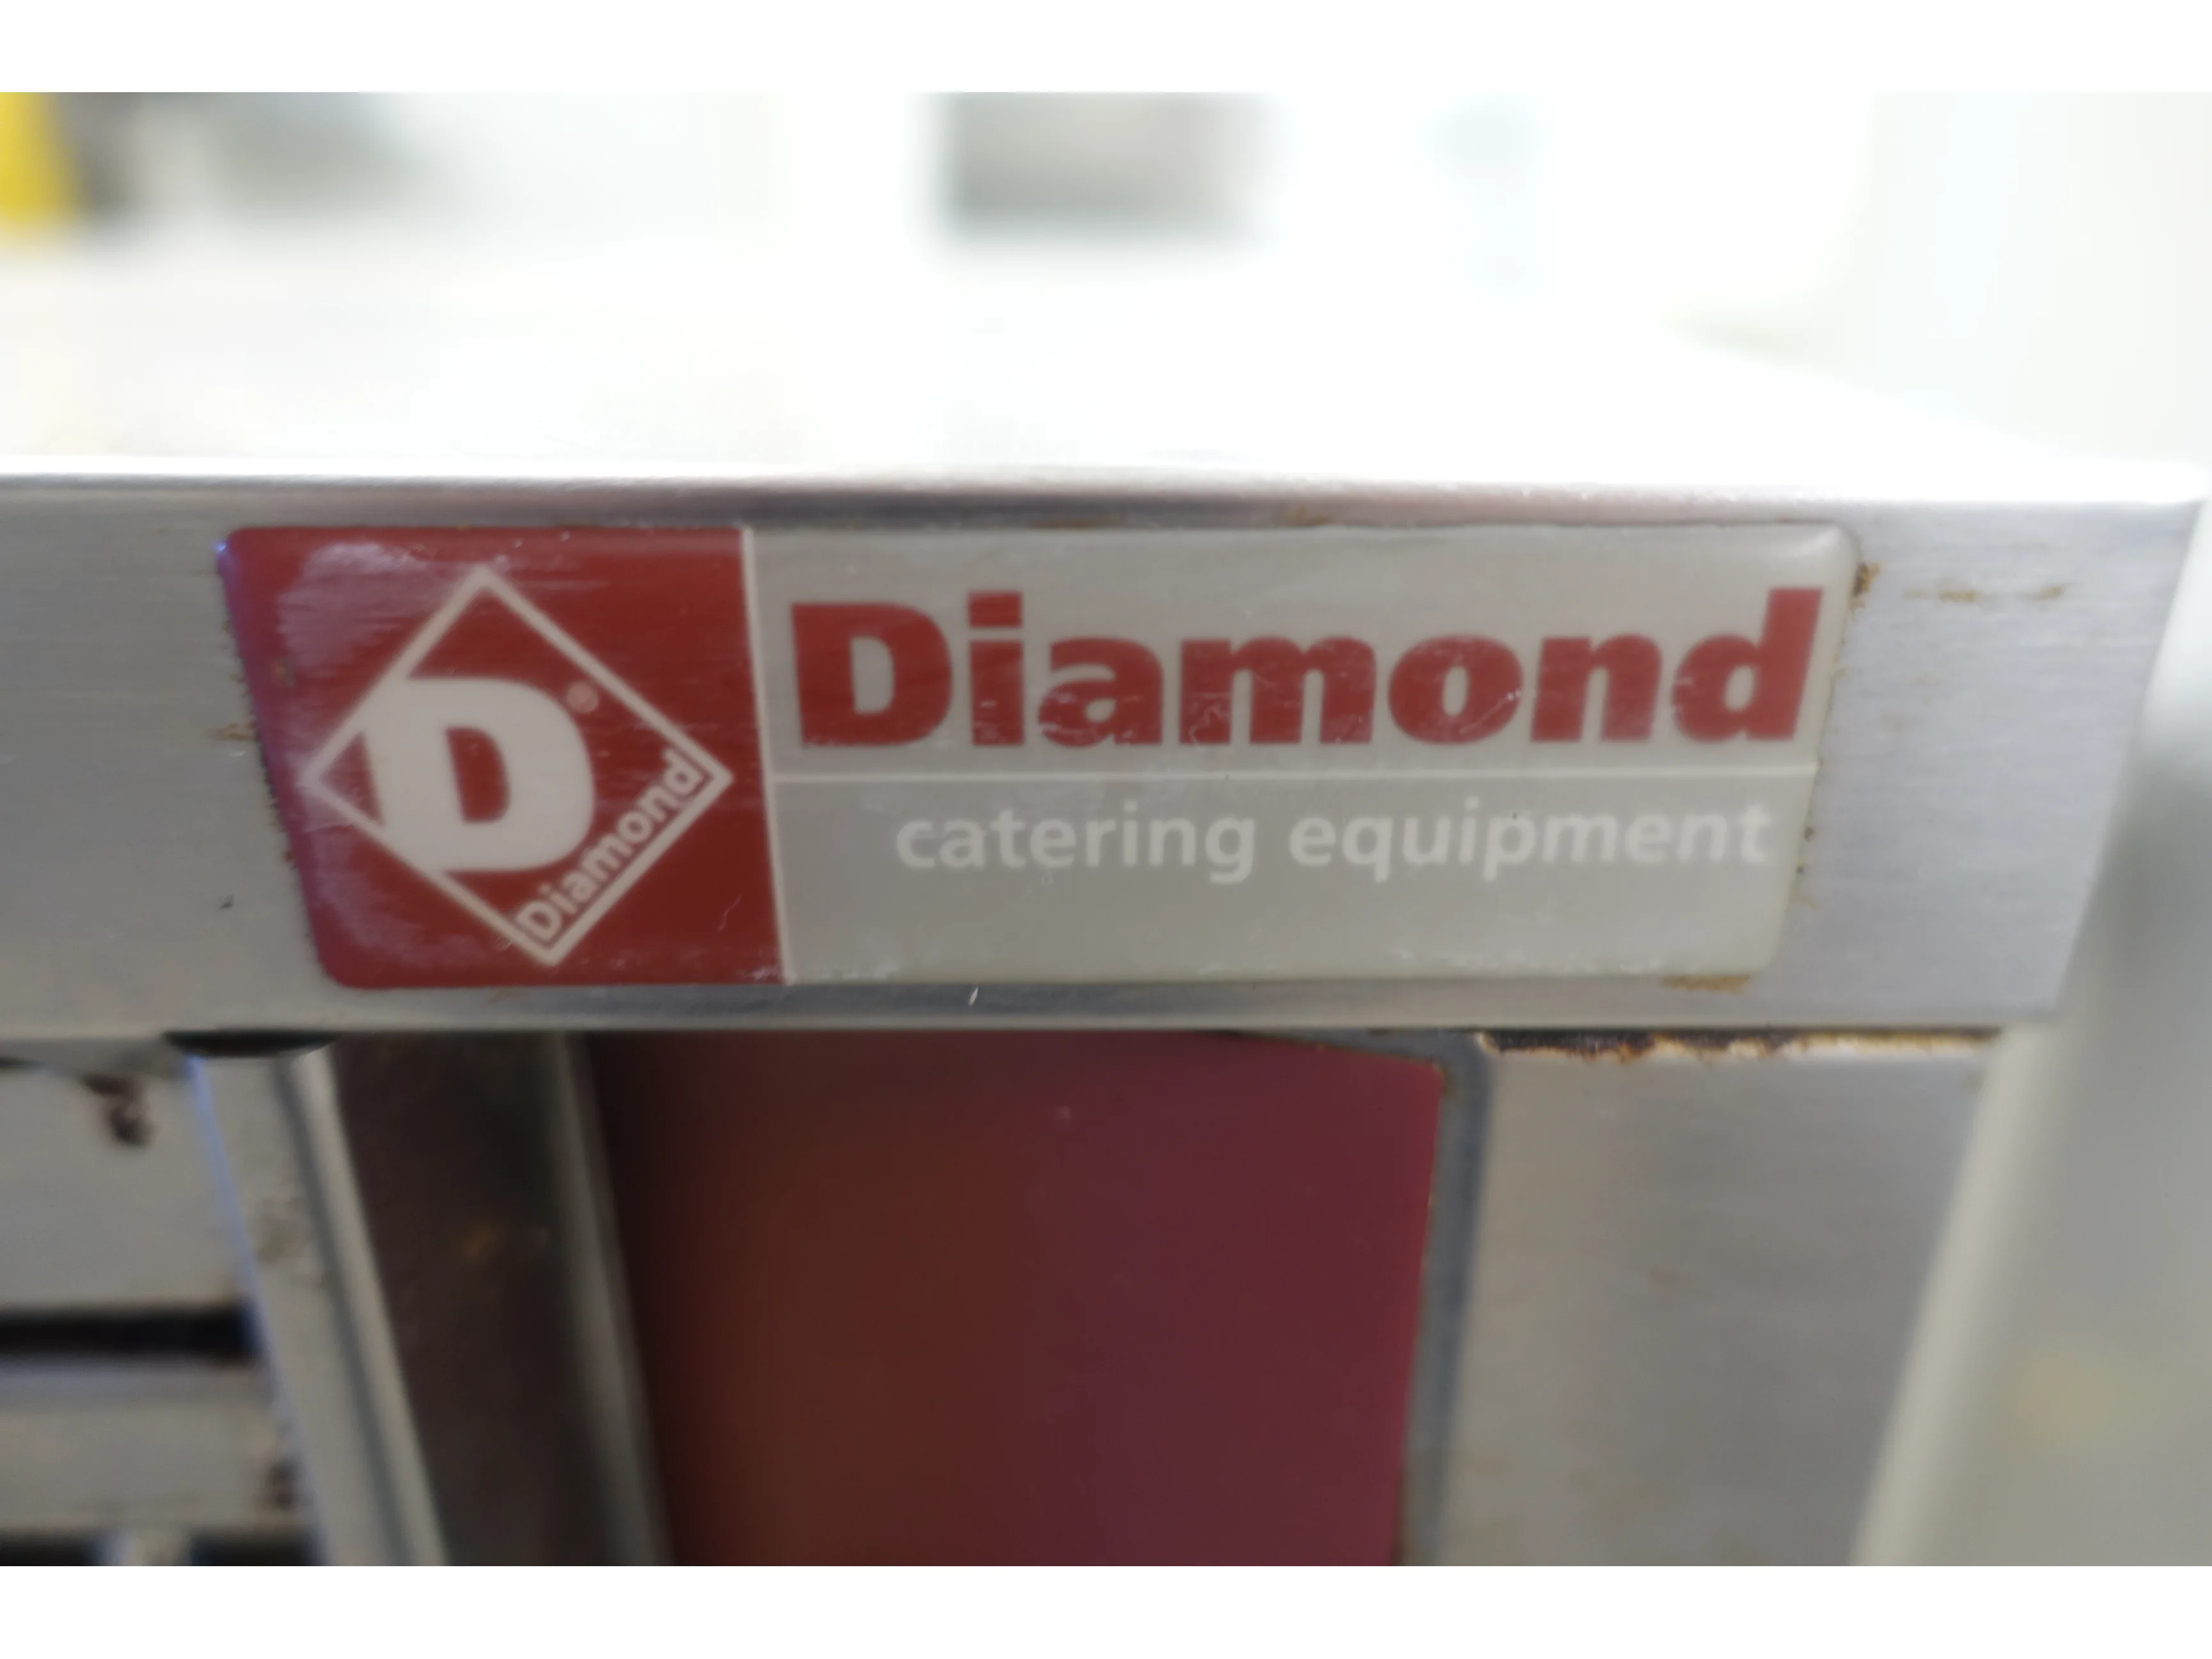 D®
Diamond
Diamond
catering equipment